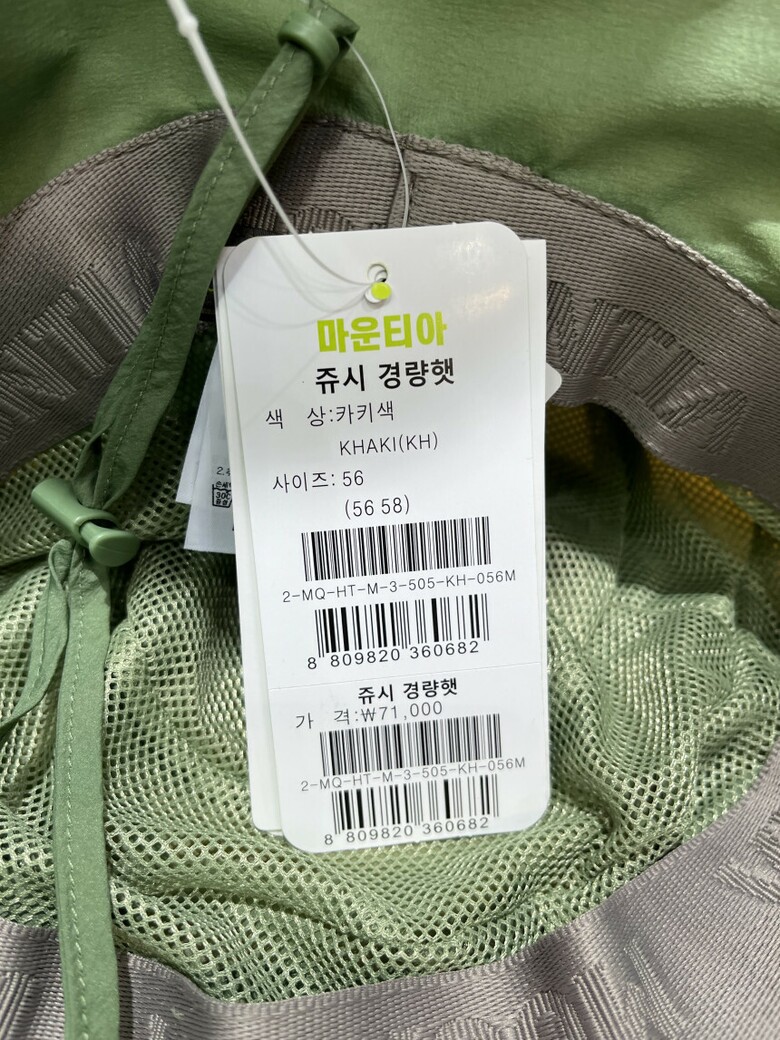 마운티아
쥬시 경량햇
색 상:카키색
KHAKI(KH)
사이즈: 56
(56 58)
2-MQ-HT-M-3-505-KH-056M
8 809820 360682
쥬시 경량햇
가 격:₩71,000
2-MQ-HT-M-3-505-KH-056M
8 809820 360682